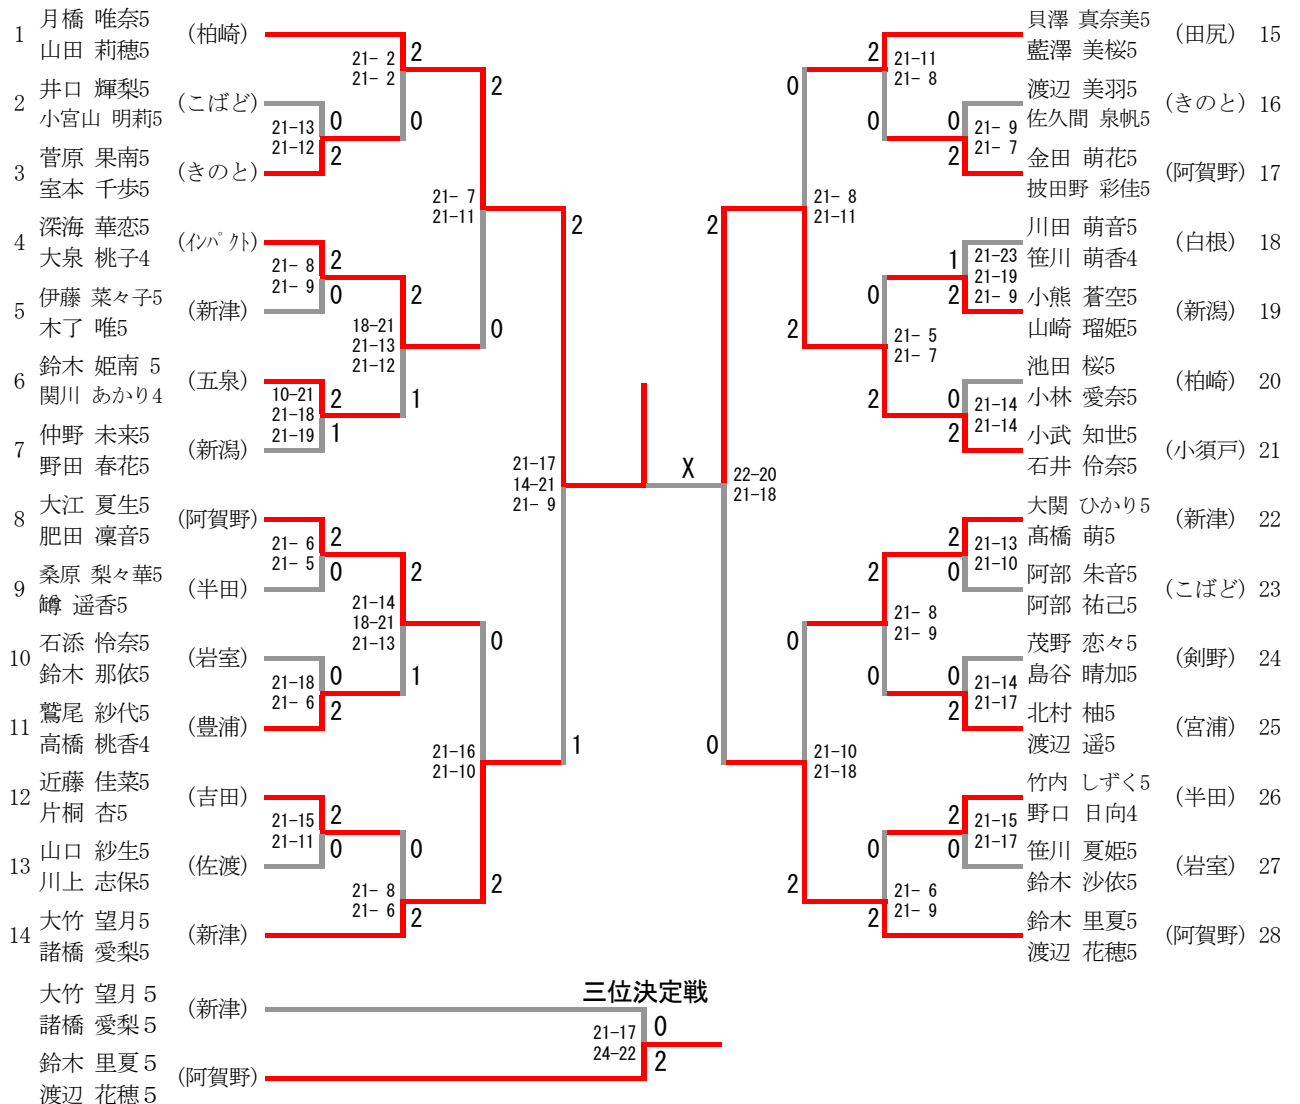 1 月橋 唯奈5 (柏崎)
山田 莉穂5
2 井口 輝梨5 (こばど)
小宮山 明莉5
3 菅原 果南5 (きのと)
室本 千歩5
4 深海 華恋5 (インパクト)
大泉 桃子4
5 伊藤 菜々子5 (新津)
木了 唯5
6 鈴木 姫南 5 (五泉)
関川 あかり4
7 仲野 未来5 (新潟)
野田 春花5
8 大江 夏生5 (阿賀野)
肥田 凜音5
9 桑原 梨々華5 (半田)
鱒 遥香5
10 石添 怜奈5 (岩室)
鈴木 那依5
11 鷲尾 紗代5 (豊浦)
高橋 桃香4
12 近藤 佳菜5 (吉田)
片桐 杏5
13 山口 紗生5 (佐渡)
川上 志保5
14 大竹 望月5 (新津)
諸橋 愛梨5
21- 2 2
21- 2 0
21-13 0
21-12 2
21- 7 2
21-11 0
21- 8 2
21- 9 0
18-21 2
21-13
21-12 1
10-21 2
21-18
21-19 1
21-17 2
14-21
21- 9 1
21- 6 2
21- 5 0
21-14 2
18-21
21-13 1
21-18 0
21- 6 2
21-16 0
21-10 2
21-15 2
21-11 0
21- 8 0
21- 6 2
X
貝澤 真奈美5 (田尻) 15
藍澤 美桜5
渡辺 美羽5 (きのと) 16
佐久間 泉帆5
金田 萌花5 (阿賀野) 17
披田野 彩佳5
川田 萌音5 (白根) 18
笹川 萌香4
小熊 蒼空5 (新潟) 19
山崎 瑠姫5
池田 桜5 (柏崎) 20
小林 愛奈5
小武 知世5 (小須戸) 21
石井 伶奈5
大関 ひかり5 (新津) 22
髙橋 萌5
阿部 朱音5 (こばど) 23
阿部 祐己5
茂野 恋々5 (剣野) 24
島谷 晴加5
北村 柚5 (宮浦) 25
渡辺 遥5
竹内 しずく5 (半田) 26
野口 日向4
笹川 夏姫5 (岩室) 27
鈴木 沙依5
鈴木 里夏5 (阿賀野) 28
渡辺 花穂5
2 21-11
0 21- 8
0 21- 9
2 21- 7
0 21- 8
2 21-11
1 21-23
21-19
2 21- 9
0 21- 5
2 21- 7
0 21-14
2 21-14
2 22-20
0 21-18
2 21-13
0 21-10
2 21- 8
0 21- 9
0 21-14
2 21-17
0 21-10
2 21-18
2 21-15
0 21-17
0 21- 6
2 21- 9
三位決定戦
大竹 望月５ (新津)
諸橋 愛梨５
21-17 0
24-22 2
鈴木 里夏５ (阿賀野)
渡辺 花穂５